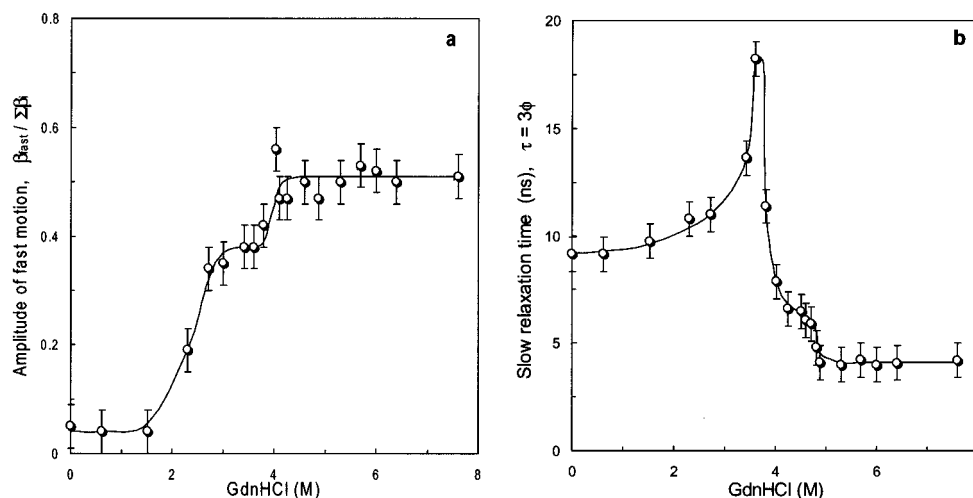 a
0.8
0.6
0.4
0.2
0
0 2 4 6 8
Amplitude of fast motion, βfast / Σβi
GdnHCl (M)
b
20
15
10
5
0
0 2 4 6
Slow relaxation time (ns), τ = 3ϕ
GdnHCl (M)